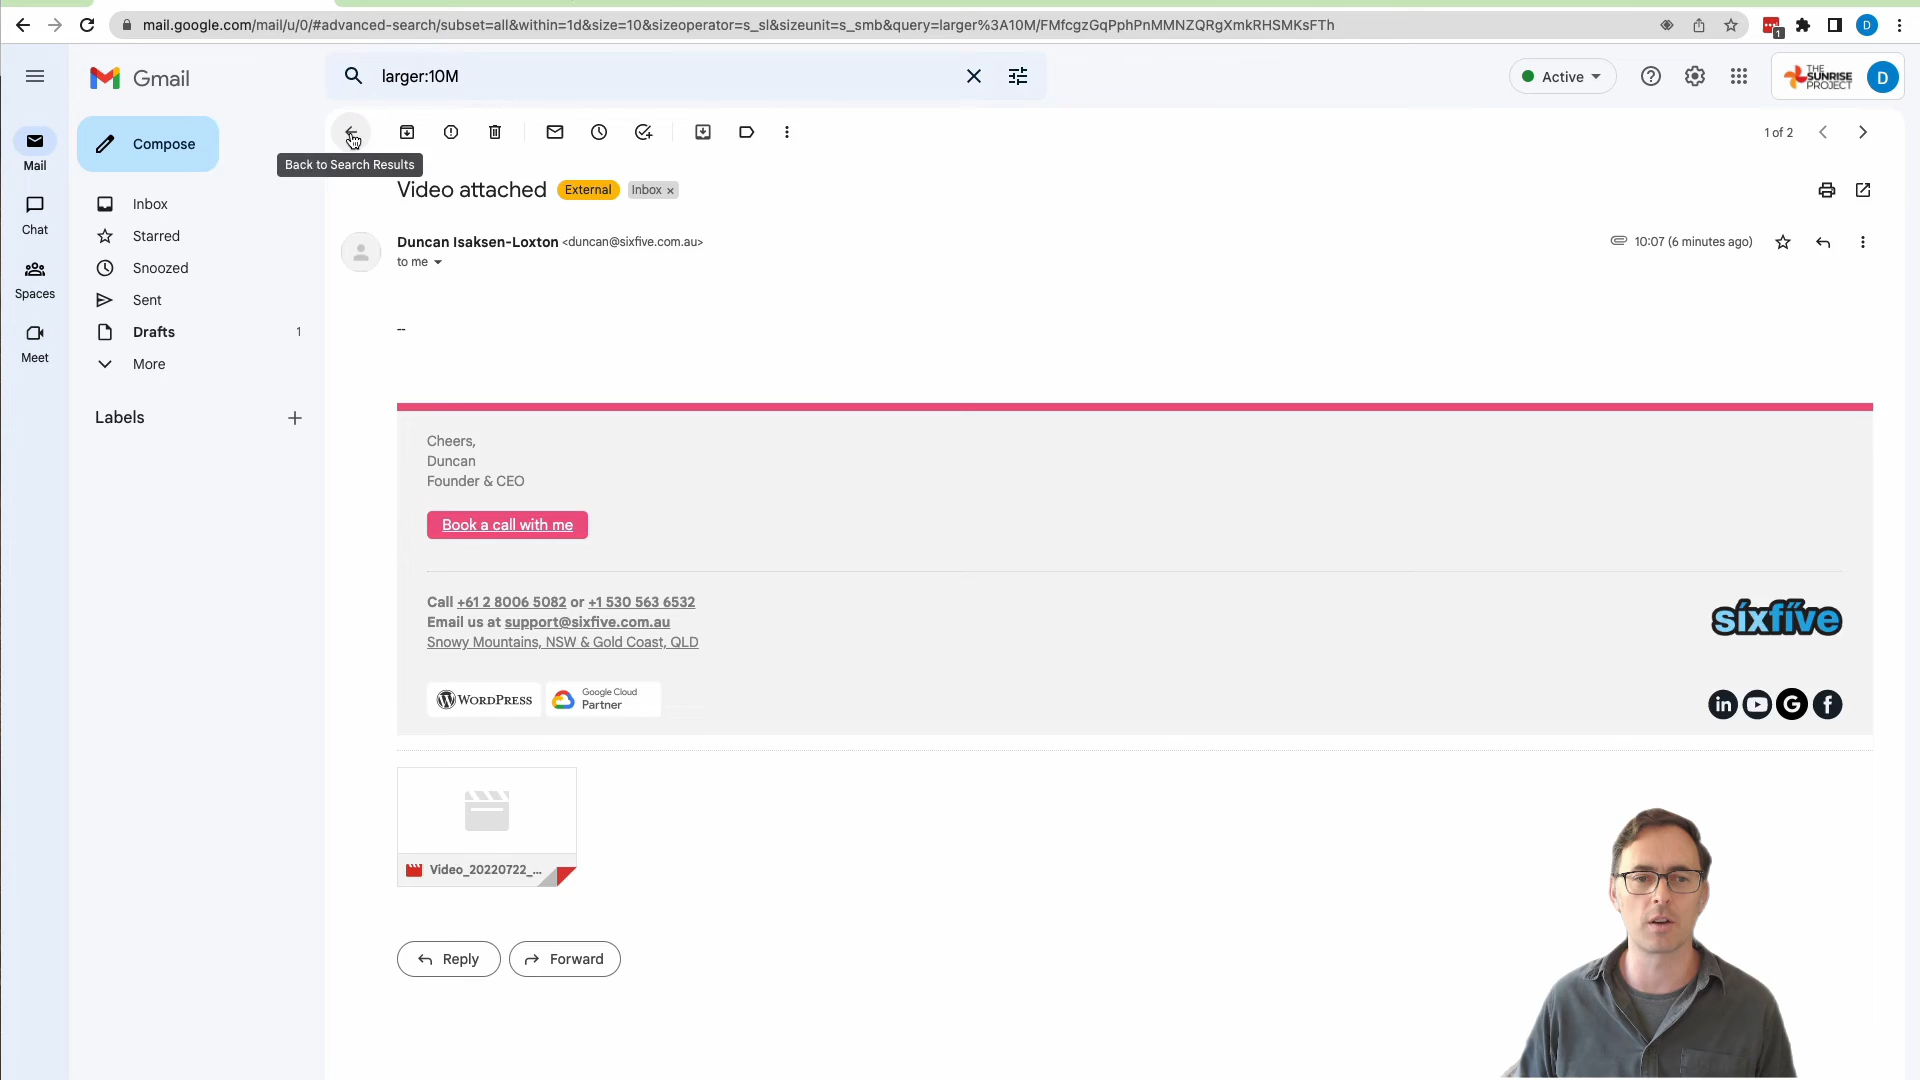 mail.google.com/mail/u/0/#advanced-search/subset=all&within=1d&size=10&sizeoperator=s_sl&sizeunit=s_smb&query=larger%3A10M/FMfcgzGqPphPnMMNZQRgXmkRHSMKsFTh
1
D
Gmail
larger:10M
Active
THE SUNRISE PROJECT
D
Mail
Compose
1 of 2
Back to Search Results
Video attached External Inbox ×
Inbox
Chat
Starred
Duncan Isaksen-Loxton <duncan@sixfive.com.au>
10:07 (6 minutes ago)
to me
Snoozed
Spaces
Sent
Drafts 1
--
Meet
More
Labels
Cheers,
Duncan
Founder & CEO
Book a call with me
Call +61 2 8006 5082 or +1 530 563 6532
Email us at support@sixfive.com.au
Snowy Mountains, NSW & Gold Coast, QLD
sixfive
WORDPRESS
Google Cloud
Partner
in G f
Video_20220722_...
Reply
Forward